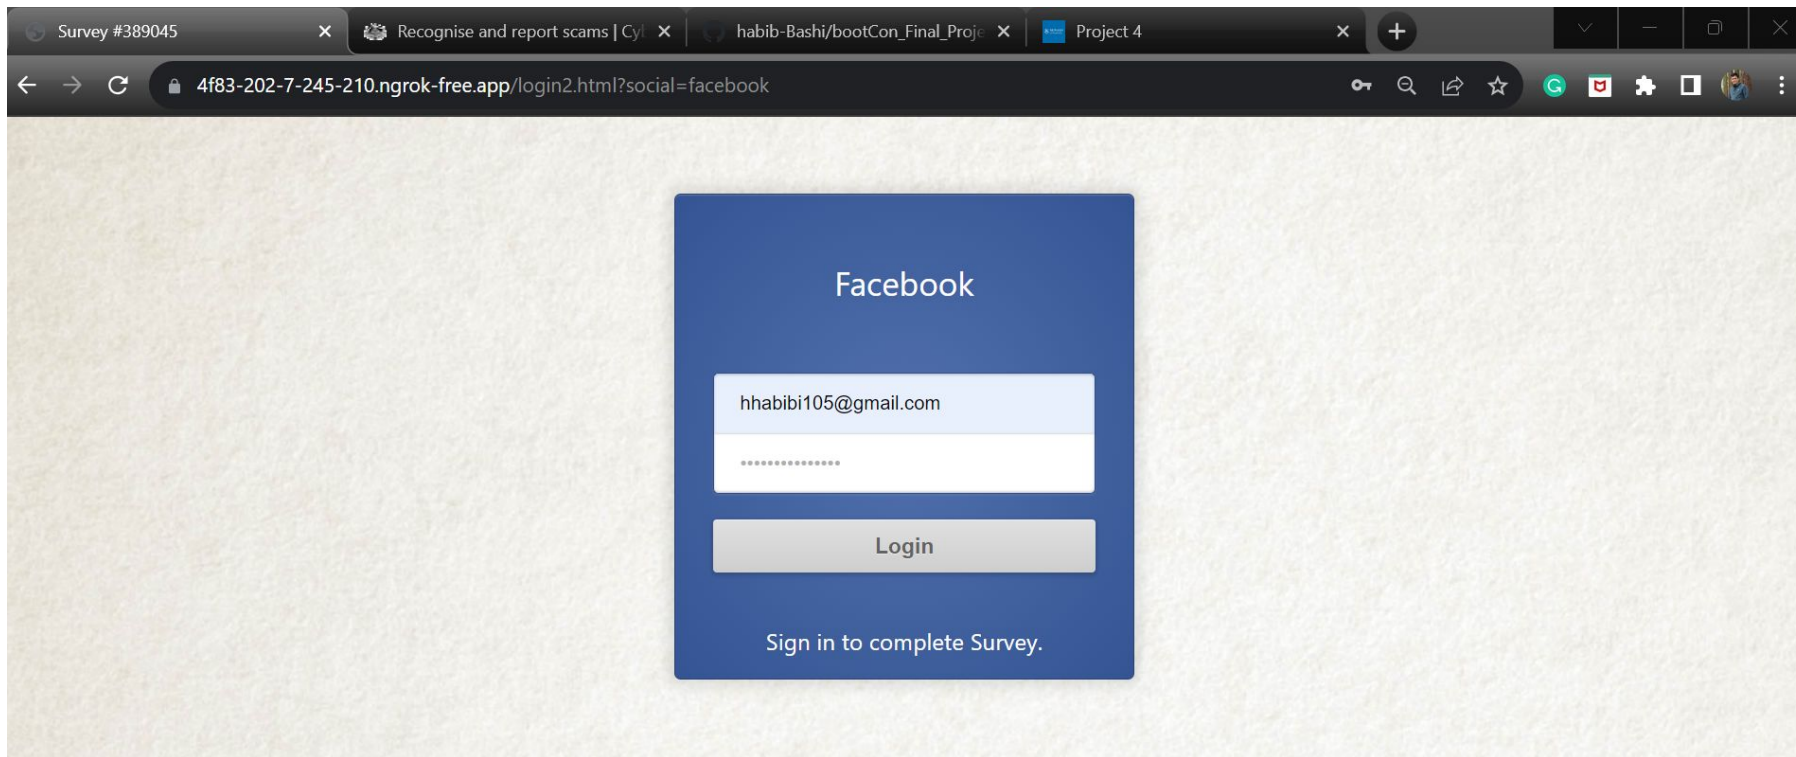 Survey #389045
Recognise and report scams | Cyl
habib-Bashi/bootCon_Final_Proje
Project 4
4f83-202-7-245-210.ngrok-free.app/login2.html?social=facebook
Facebook
hhabibi105@gmail.com
Login
Sign in to complete Survey.